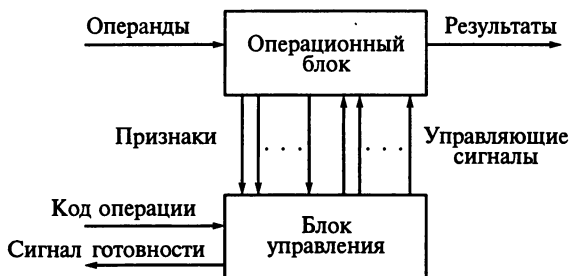 Операнды
Операционный
блок
Результаты
Признаки
Управляющие
сигналы
Код операции
Сигнал готовности
Блок
управления